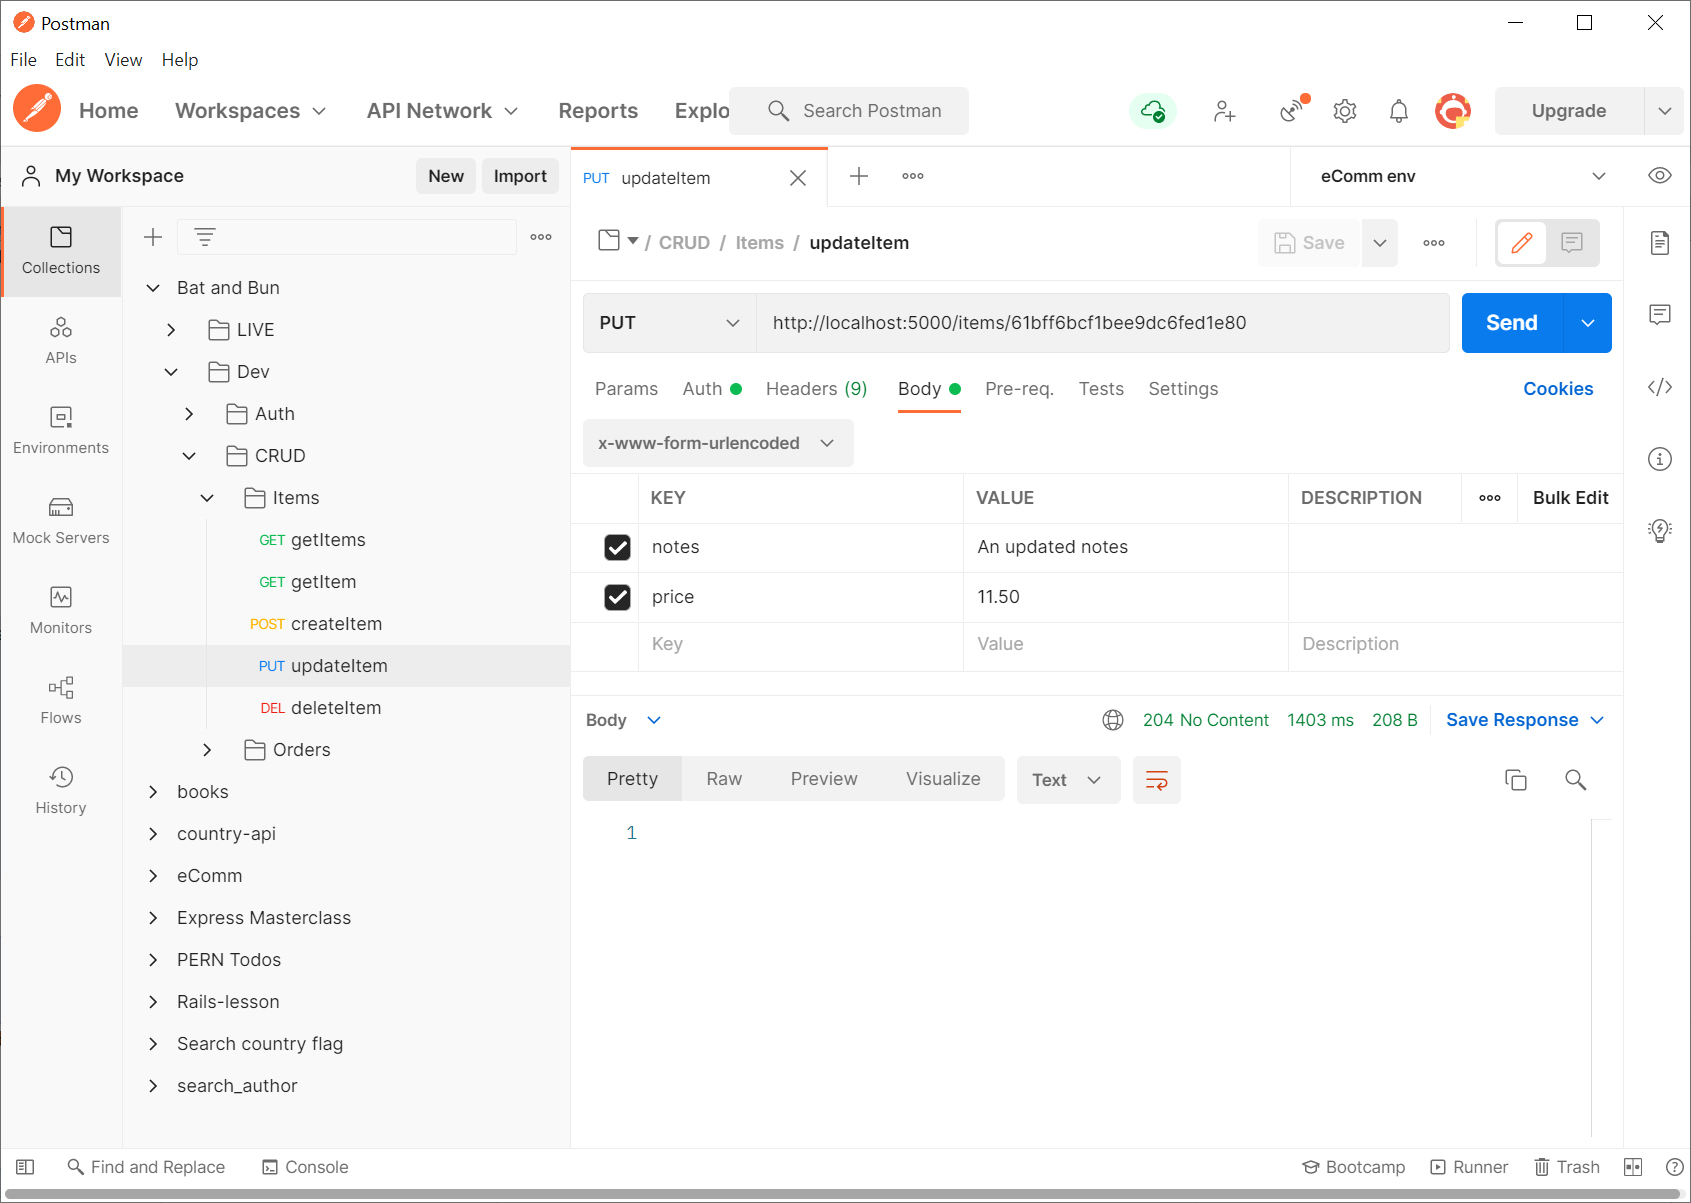 Postman
File Edit View Help
Home Workspaces API Network Reports Explo Search Postman Upgrade
My Workspace New Import
PUT updateItem
eComm env
Collections
APIs
Environments
Mock Servers
Monitors
Flows
History
Bat and Bun
LIVE
Dev
Auth
CRUD
Items
GET getItems
GET getItem
POST createItem
PUT updateItem
DEL deleteItem
Orders
books
country-api
eComm
Express Masterclass
PERN Todos
Rails-lesson
Search country flag
search_author
/ CRUD / Items / updateItem
Save
PUT http://localhost:5000/items/61bff6bcf1bee9dc6fed1e80 Send
Params Auth Headers (9) Body Pre-req. Tests Settings Cookies
x-www-form-urlencoded
KEY VALUE DESCRIPTION Bulk Edit
notes An updated notes
price 11.50
Key Value Description
Body 204 No Content 1403 ms 208 B Save Response
Pretty Raw Preview Visualize Text
1
Find and Replace Console Bootcamp Runner Trash